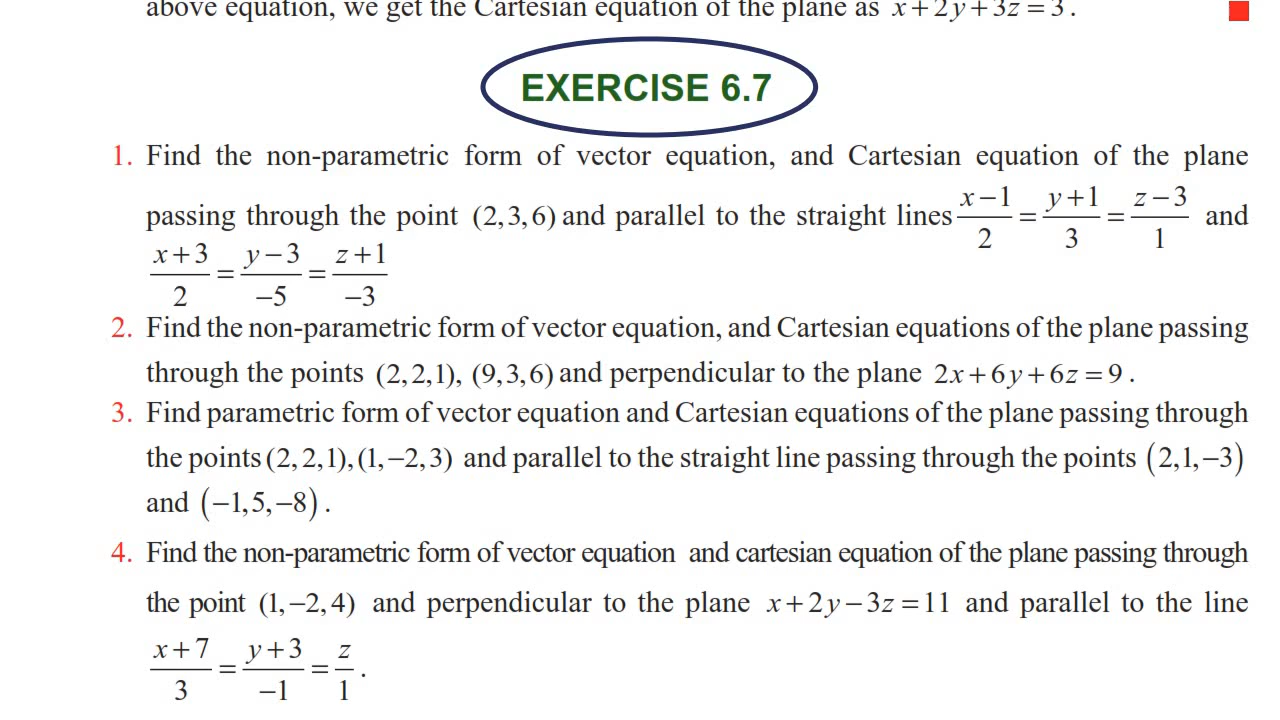 above equation, we get the Cartesian equation of the plane as x+2y+3z=3.
EXERCISE 6.7
1. Find the non-parametric form of vector equation, and Cartesian equation of the plane
passing through the point (2,3,6) and parallel to the straight lines (x−1)/2 = (y+1)/3 = (z−3)/1 and
(x+3)/2 = (y−3)/−5 = (z+1)/−3
2. Find the non-parametric form of vector equation, and Cartesian equations of the plane passing
through the points (2,2,1), (9,3,6) and perpendicular to the plane 2x+6y+6z=9.
3. Find parametric form of vector equation and Cartesian equations of the plane passing through
the points (2,2,1), (1,−2,3) and parallel to the straight line passing through the points (2,1,−3)
and (−1,5,−8).
4. Find the non-parametric form of vector equation and cartesian equation of the plane passing through
the point (1,−2,4) and perpendicular to the plane x+2y−3z=11 and parallel to the line
(x+7)/3 = (y+3)/−1 = z/1.